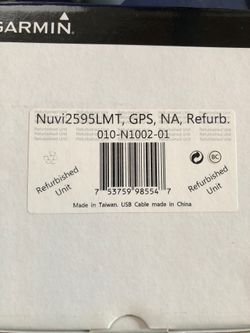 GARMIN
Nuvi2595LMT, GPS, NA, Refurb.
010-N1002-01
Refurbished
Unit
BC
Refurbished
Unit
7 53759 98554 7
Made in Taiwan. USB Cable made in China